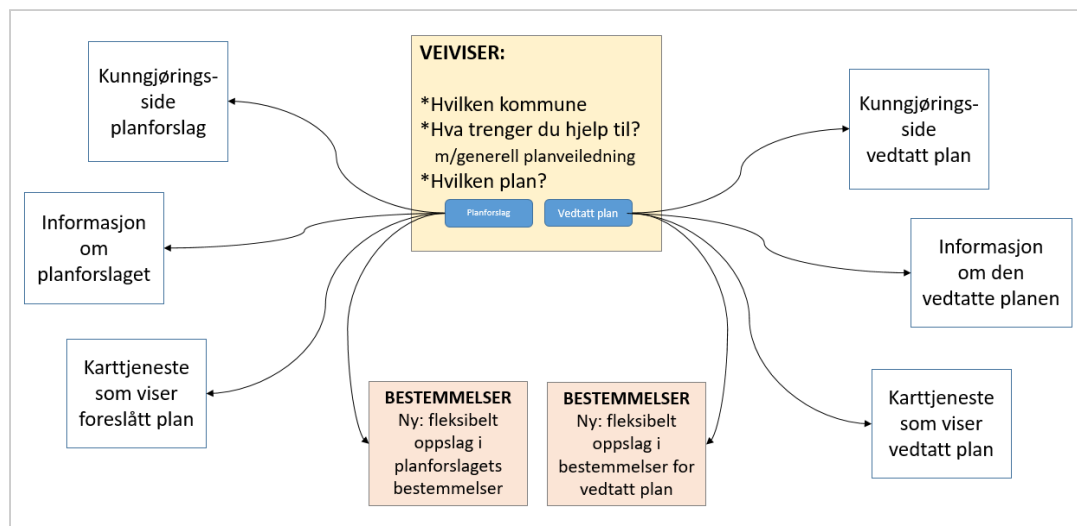 VEIVISER:
*Hvilken kommune
*Hva trenger du hjelp til?
m/generell planveiledning
*Hvilken plan?
Planforslag
Vedtatt plan
Kunngjørings-
side
planforslag
Informasjon
om
planforslaget
Karttjeneste
som viser
foreslått plan
BESTEMMELSER
Ny: fleksibelt
oppslag i
planforslagets
bestemmelser
BESTEMMELSER
Ny: fleksibelt
oppslag i
bestemmelser for
vedtatt plan
Kunngjørings-
side
vedtatt plan
Informasjon
om den
vedtatte planen
Karttjeneste
som viser
vedtatt plan